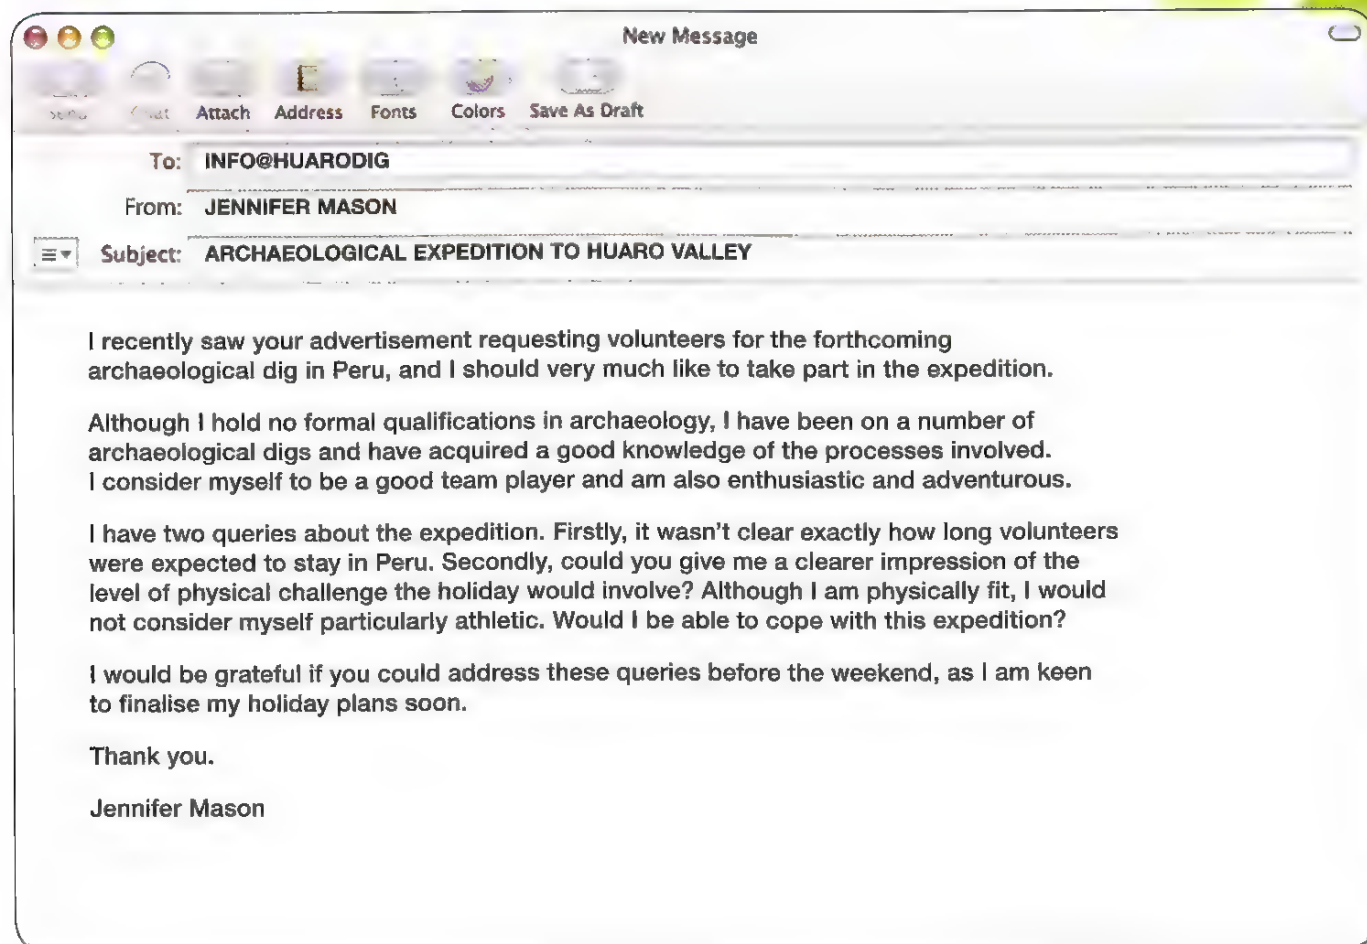 New Message
Attach Address Fonts Colors Save As Draft
To: INFO@HUARODIG
From: JENNIFER MASON
Subject: ARCHAEOLOGICAL EXPEDITION TO HUARO VALLEY
I recently saw your advertisement requesting volunteers for the forthcoming
archaeological dig in Peru, and I should very much like to take part in the expedition.
Although I hold no formal qualifications in archaeology, I have been on a number of
archaeological digs and have acquired a good knowledge of the processes involved.
I consider myself to be a good team player and am also enthusiastic and adventurous.
I have two queries about the expedition. Firstly, it wasn't clear exactly how long volunteers
were expected to stay in Peru. Secondly, could you give me a clearer impression of the
level of physical challenge the holiday would involve? Although I am physically fit, I would
not consider myself particularly athletic. Would I be able to cope with this expedition?
I would be grateful if you could address these queries before the weekend, as I am keen
to finalise my holiday plans soon.
Thank you.
Jennifer Mason